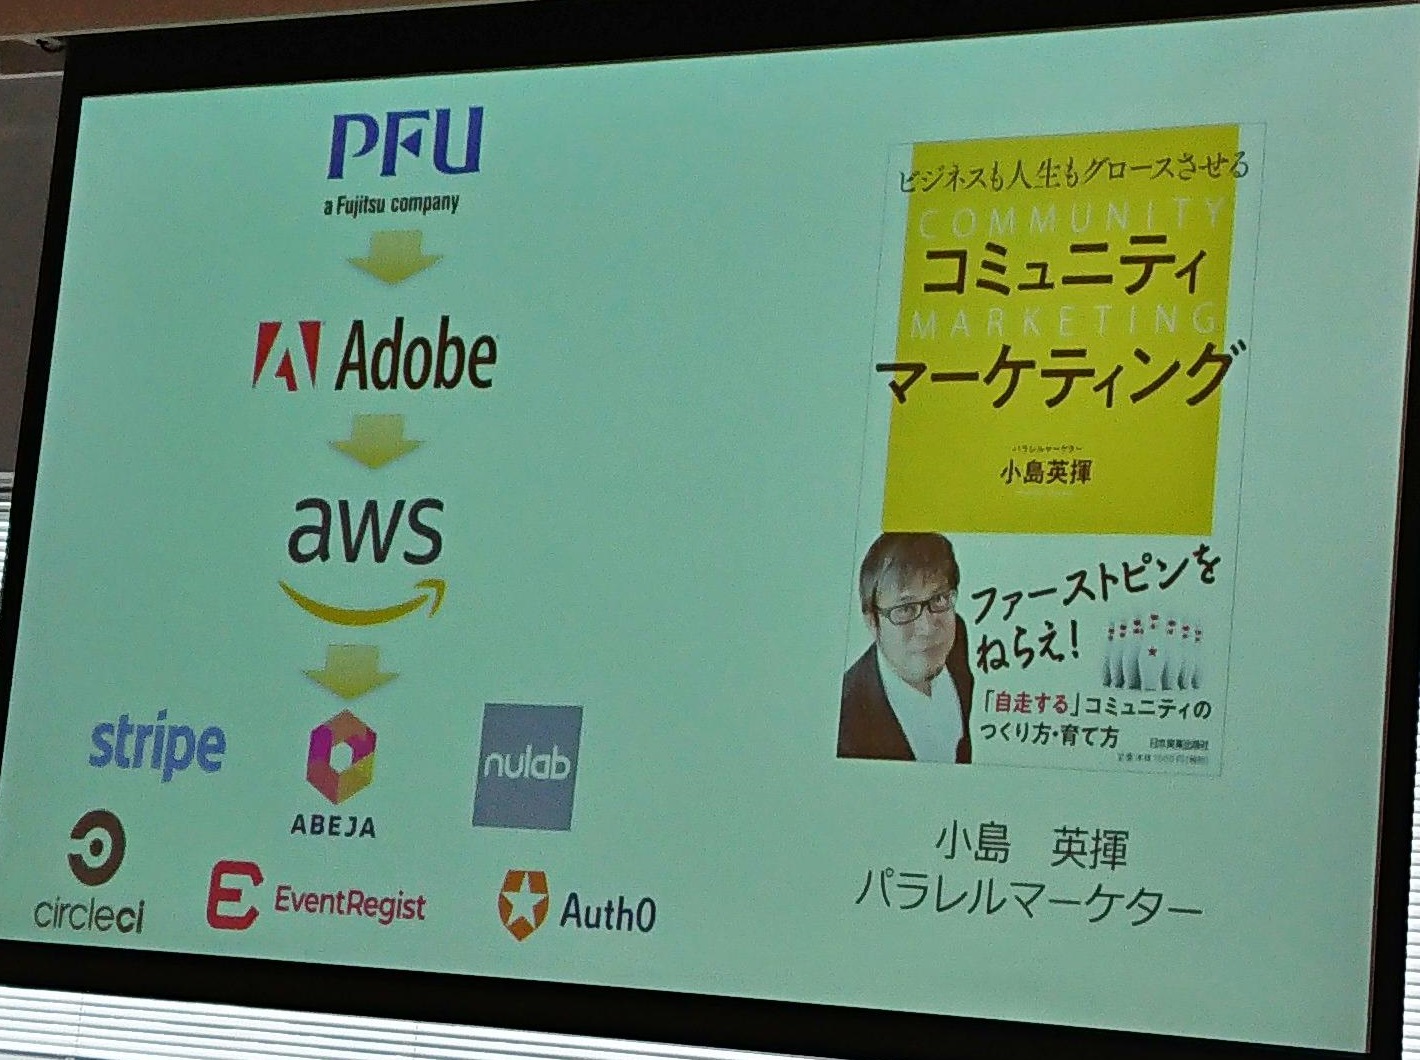 PFU
a Fujitsu company
Adobe
aws
stripe
ABEJA
nulab
circleci
EventRegist
Auth0
ビジネスも人生もグロースさせる
COMMUNITY
コミュニティ
MARKETING
マーケティング
パラレルマーケター
小島英揮
ファーストピンを
ねらえ!
「自走する」コミュニティの
つくり方・育て方
日本実業出版社
小島 英揮
パラレルマーケター